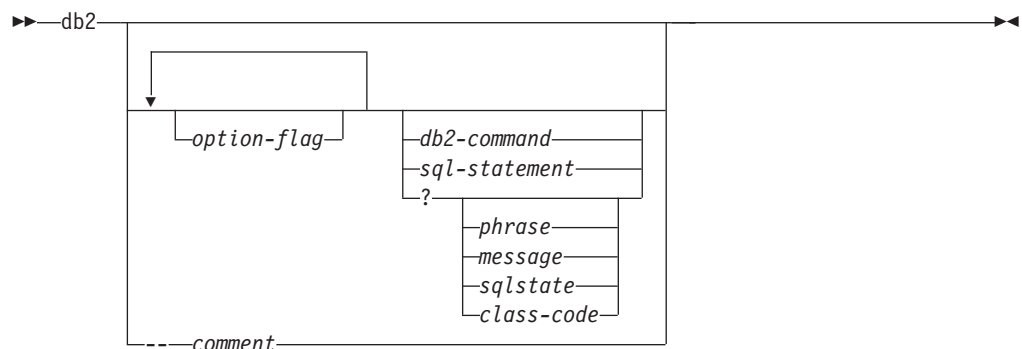 db2
option-flag db2-command
sql-statement
?
phrase
message
sqlstate
class-code
-- comment